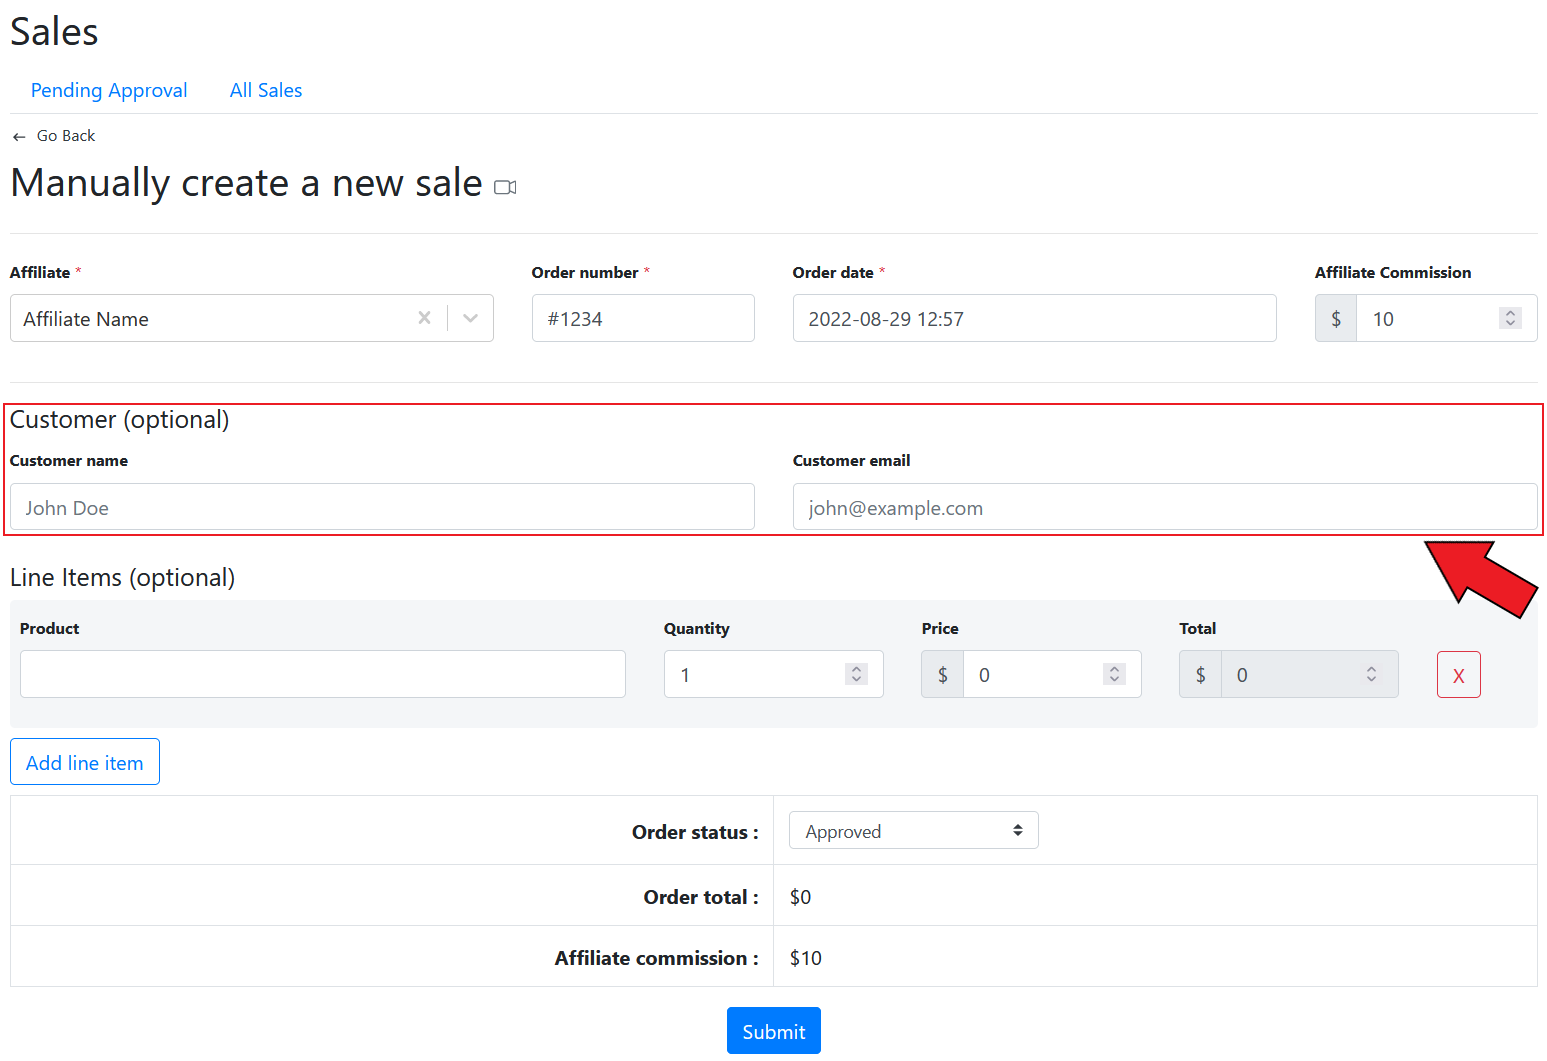 Sales
Pending Approval All Sales
← Go Back
Manually create a new sale
Affiliate * Order number * Order date * Affiliate Commission
Affiliate Name #1234 2022-08-29 12:57 $ 10
Customer (optional)
Customer name Customer email
John Doe john@example.com
Line Items (optional)
Product Quantity Price Total
1 $ 0 $ 0 X
Add line item
Order status : Approved
Order total : $0
Affiliate commission : $10
Submit